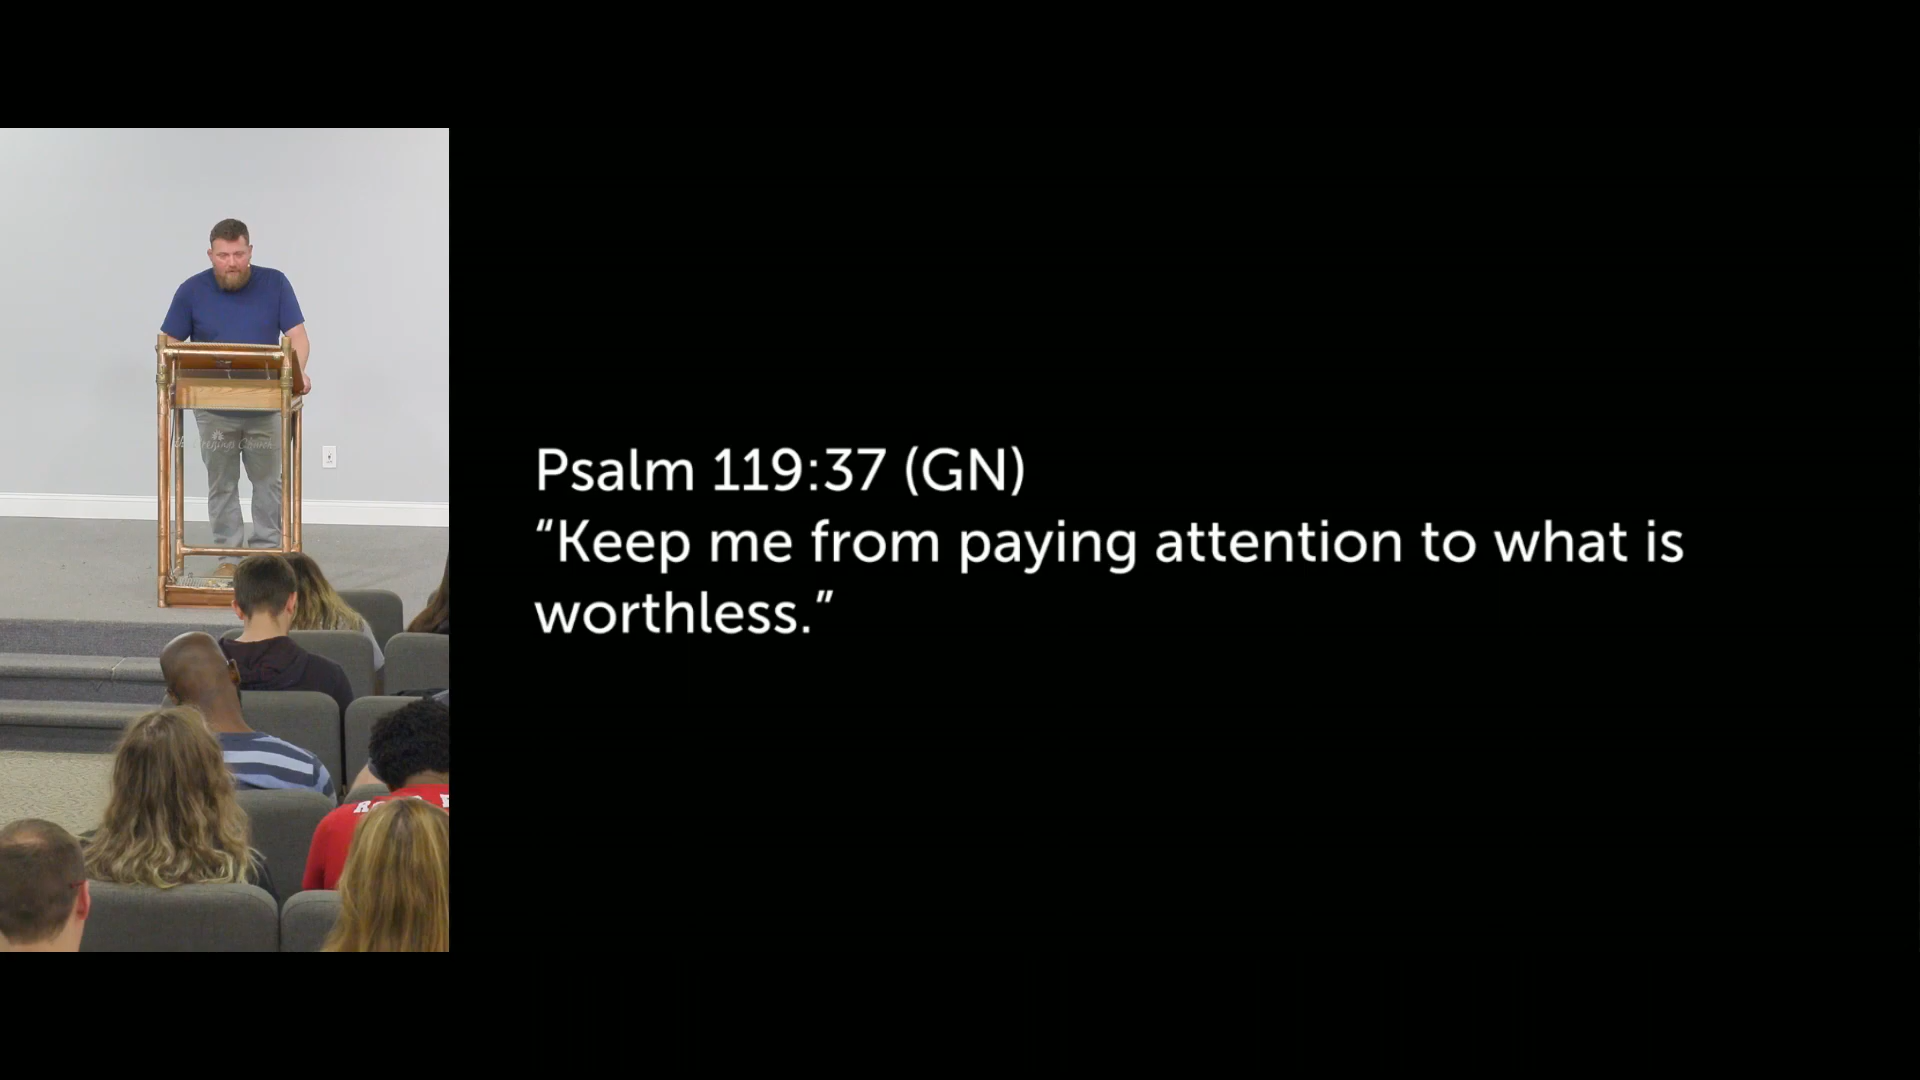 Psalm 119:37 (GN)
“Keep me from paying attention to what is
worthless.”